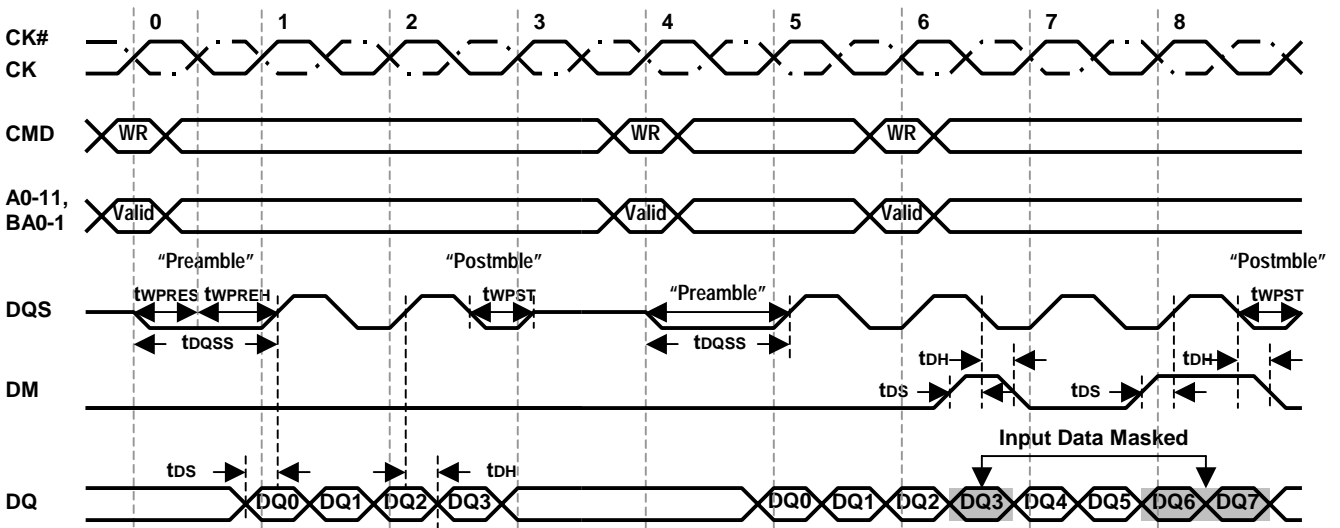 0 1 2 3 4 5 6 7 8
CK#
CK
CMD WR WR WR
A0-11,
BA0-1
Valid Valid Valid
"Preamble" "Postmble" "Preamble" "Postmble"
DQS tWPRES tWPREH tWPST tWPST
tDQSS tDQSS
DM tDS tDH tDS tDH
Input Data Masked
tDS tDH
DQ DQ0 DQ1 DQ2 DQ3 DQ0 DQ1 DQ2 DQ3 DQ4 DQ5 DQ6 DQ7